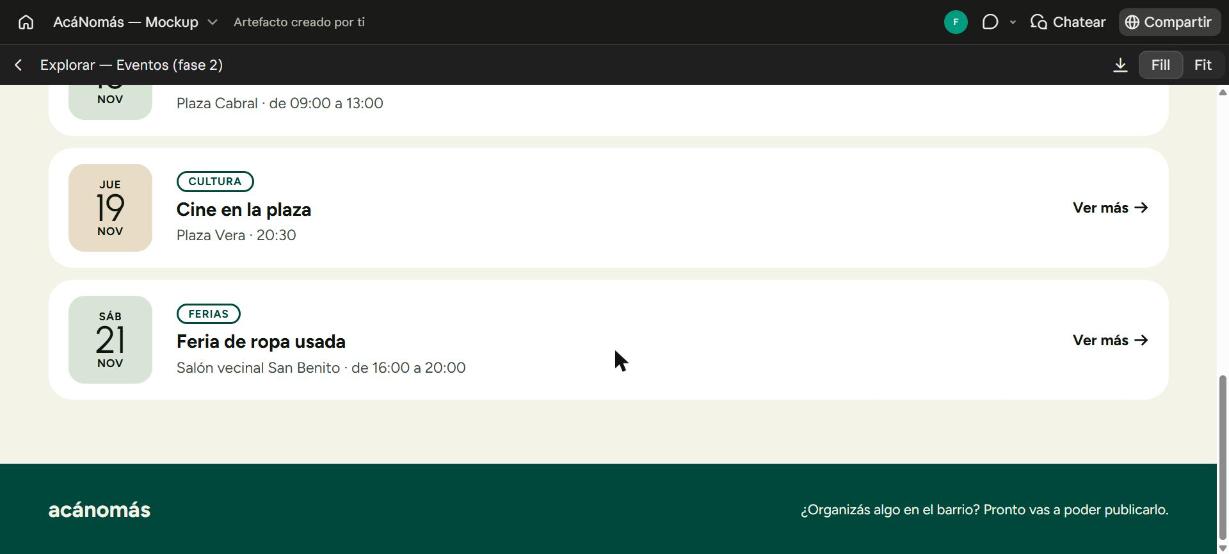 AcáNomás — Mockup
Artefacto creado por ti
F
Chatear
Compartir
Explorar — Eventos (fase 2)
Fill
Fit
NOV
Plaza Cabral · de 09:00 a 13:00
JUE
19
NOV
CULTURA
Cine en la plaza
Plaza Vera · 20:30
Ver más →
SÁB
21
NOV
FERIAS
Feria de ropa usada
Salón vecinal San Benito · de 16:00 a 20:00
Ver más →
acánomás
¿Organizás algo en el barrio? Pronto vas a poder publicarlo.